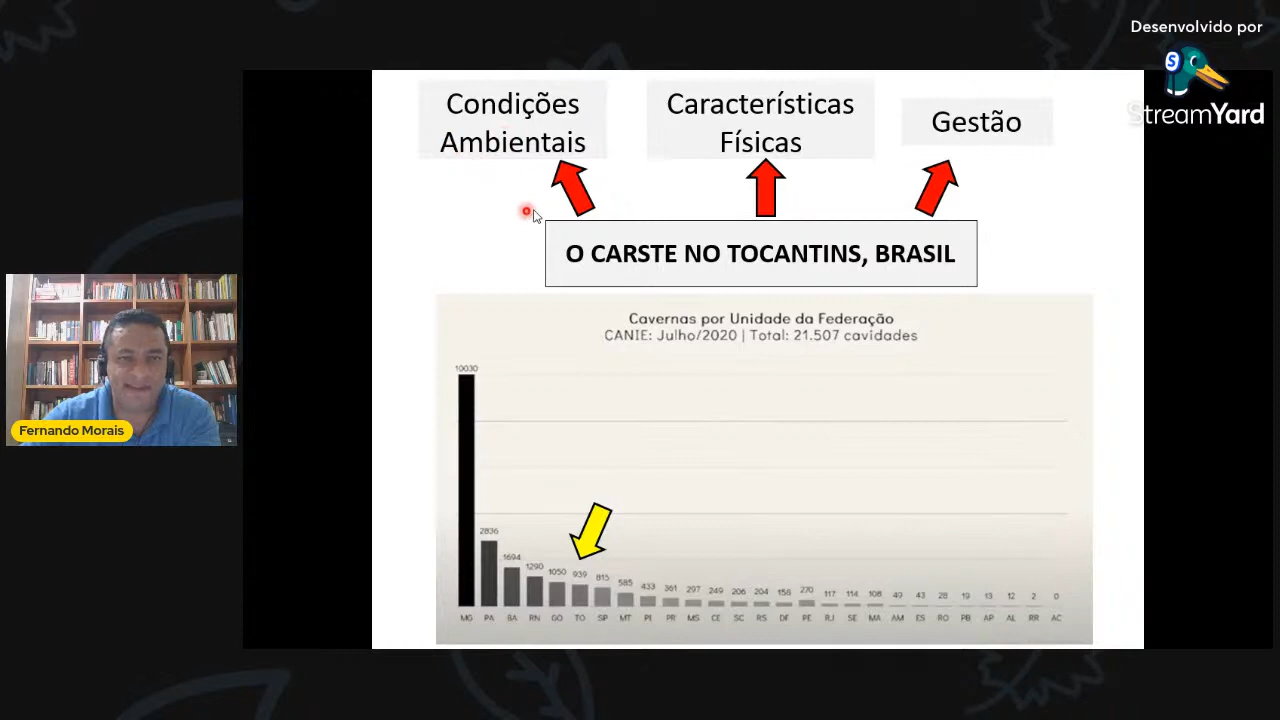 Desenvolvido por
StreamYard
Condições
Ambientais
Características
Físicas
Gestão
O CARSTE NO TOCANTINS, BRASIL
Fernando Morais
Cavernas por Unidade da Federação
CANIE: Julho/2020 | Total: 21.507 cavidades
10030
2836
1694
1290
1050
939
815
585
433
361
297
249
206
204
158
270
117
114
108
49
43
28
19
13
12
2
0
MG PA BA RN GO TO SP MT PI PR MS CE SC RS DF PE RJ SE MA AM ES RO PB AP AL RR AC